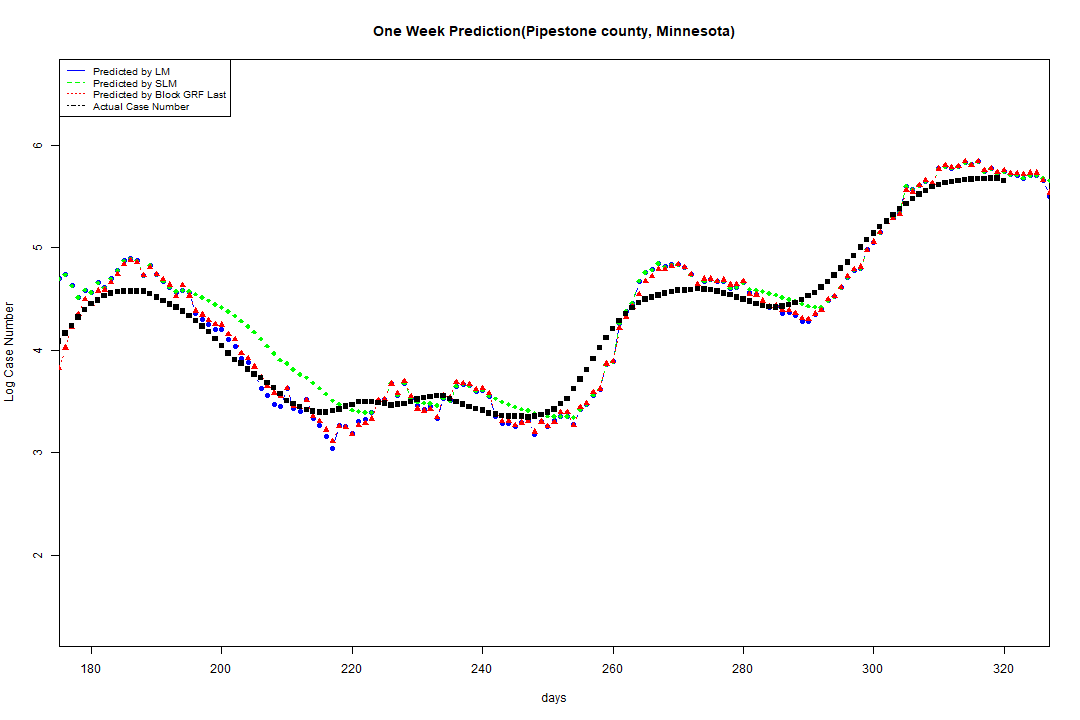 One Week Prediction(Pipestone county, Minnesota)
Predicted by LM
Predicted by SLM
Predicted by Block GRF Last
Actual Case Number
Log Case Number
6
5
4
3
2
180 200 220 240 260 280 300 320
days